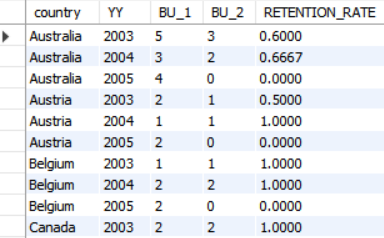 country YY BU_1 BU_2 RETENTION_RATE
Australia 2003 5 3 0.6000
Australia 2004 3 2 0.6667
Australia 2005 4 0 0.0000
Austria 2003 2 1 0.5000
Austria 2004 1 1 1.0000
Austria 2005 2 0 0.0000
Belgium 2003 1 1 1.0000
Belgium 2004 2 2 1.0000
Belgium 2005 2 0 0.0000
Canada 2003 2 2 1.0000